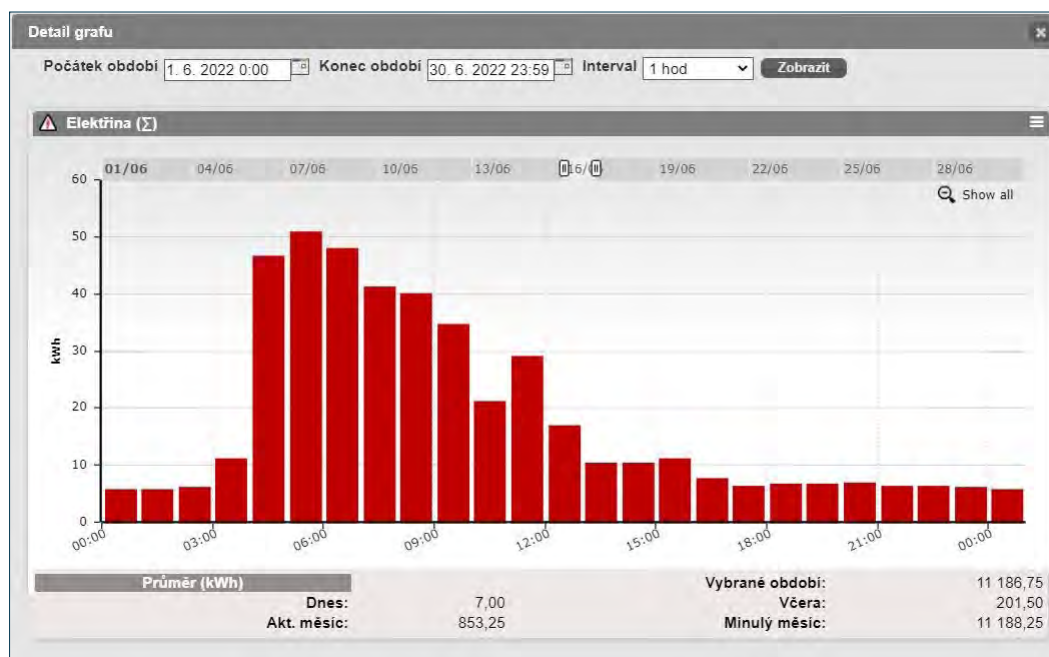 Detail grafu
Počátek období 1. 6. 2022 0:00 Konec období 30. 6. 2022 23:59 Interval 1 hod Zobrazit
Elektřina (∑)
01/06 04/06 07/06 10/06 13/06 19/06 22/06 25/06 28/06
Show all
60
50
40
30
20
10
0
kWh
00:00 03:00 06:00 09:00 12:00 15:00 18:00 21:00 00:00
Průměr (kWh) Vybrané období: 11 186,75
Dnes: 7,00 Včera: 201,50
Akt. měsíc: 853,25 Minulý měsíc: 11 188,25